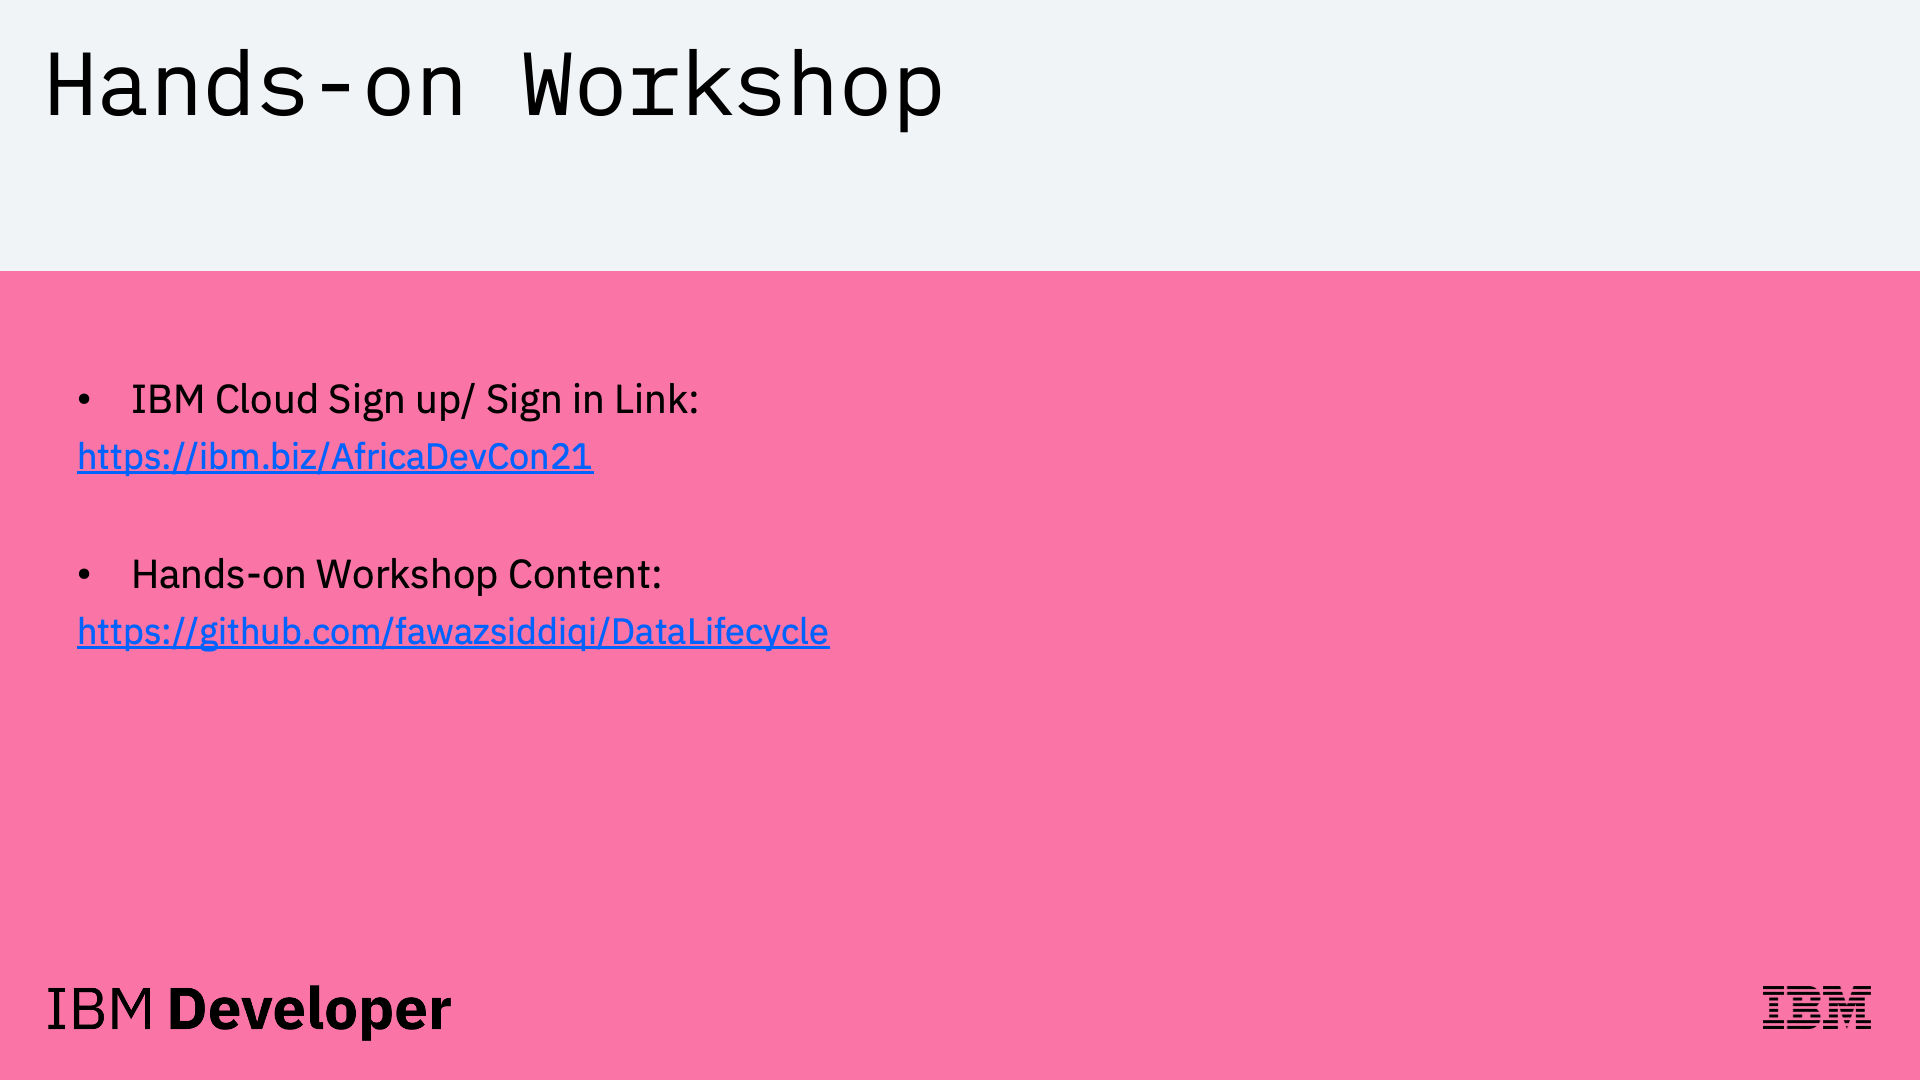 Hands-on Workshop
• IBM Cloud Sign up/ Sign in Link:
https://ibm.biz/AfricaDevCon21
• Hands-on Workshop Content:
https://github.com/fawazsiddiqi/DataLifecycle
IBM Developer
IBM